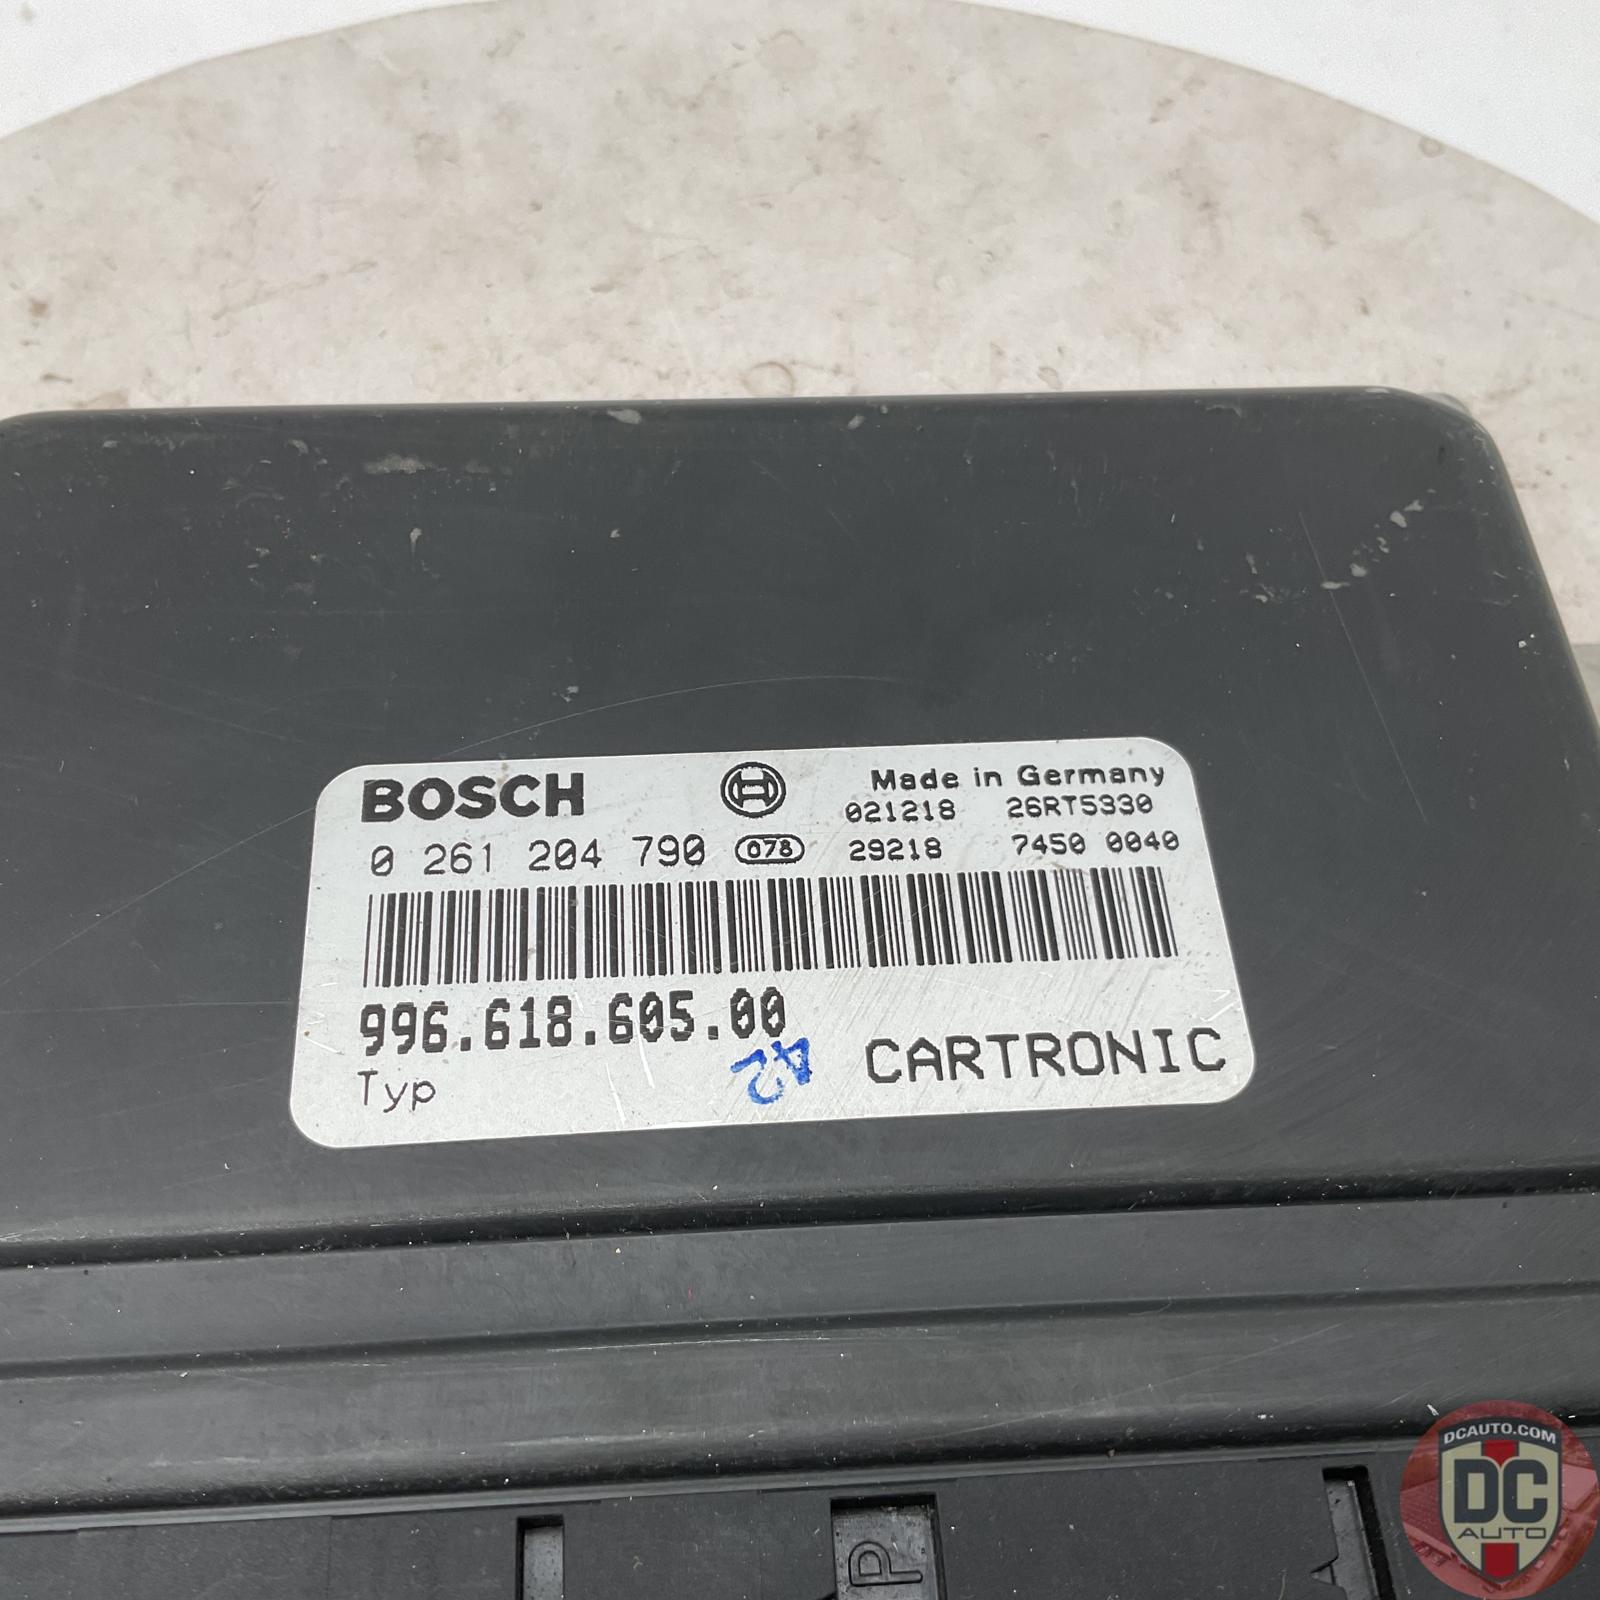 BOSCH
Made in Germany
021218 26RT5330
0 261 204 790 078 29218 7450 0040
996.618.605.00
Typ
42
CARTRONIC
P
DCAUTO.COM
DC
AUTO